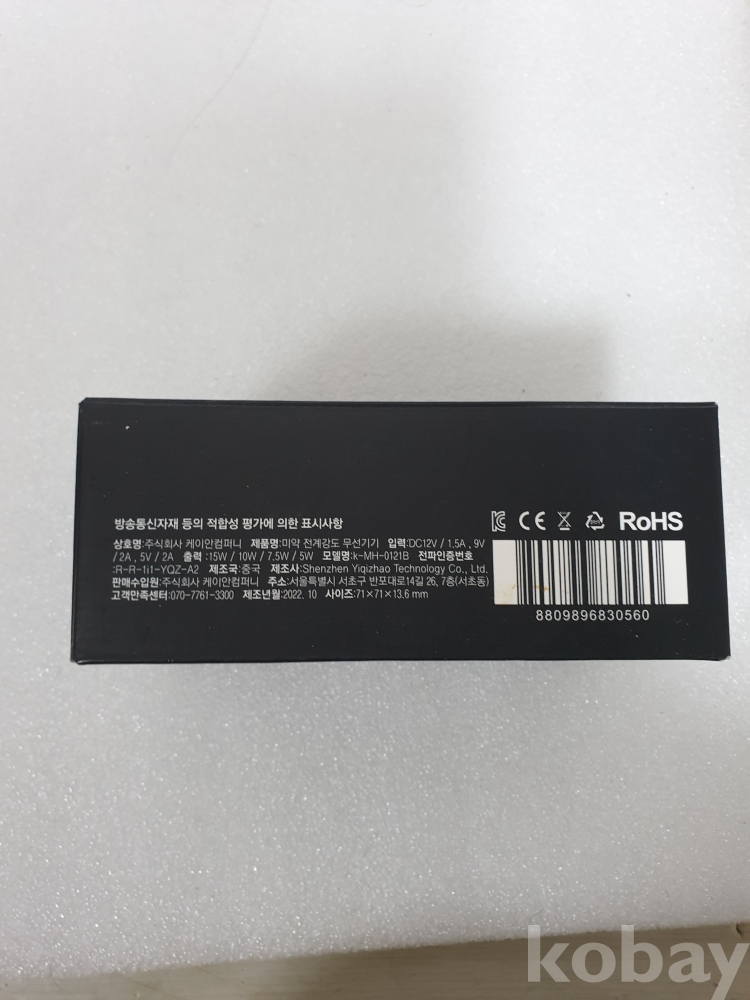 방송통신자재 등의 적합성 평가에 의한 표시사항
상호명:주식회사 케이안컴퍼니 제품명:미약 전계강도 무선기기 입력:DC12V / 1.5A , 9V
/ 2A , 5V / 2A 출력 :15W / 10W / 7.5W / 5W 모델명:k-MH-0121B 전파인증번호
:R-R-1i1-YQZ-A2 제조국:중국 제조사:Shenzhen Yiqizhao Technology Co., Ltd.
판매수입원:주식회사 케이안컴퍼니 주소:서울특별시 서초구 반포대로14길 26, 7층(서초동)
고객만족센터:070-7761-3300 제조년월:2022. 10 사이즈:71×71×13.6 mm
CE RoHS
8809896830560
kobay